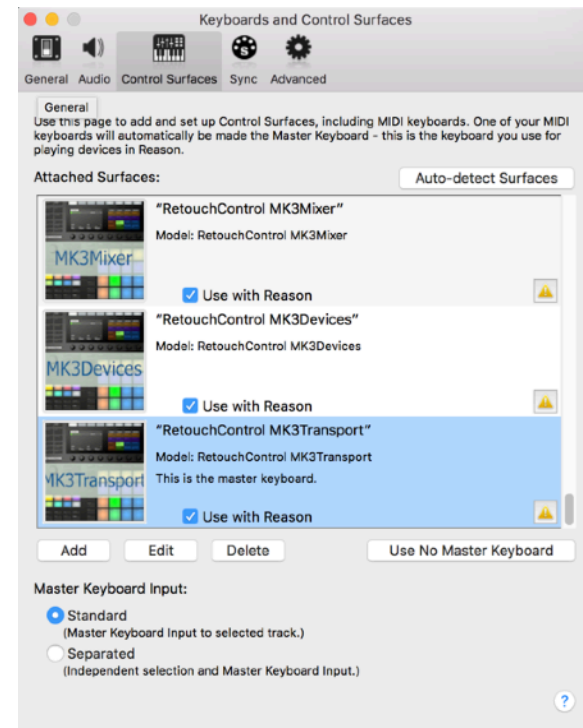 Keyboards and Control Surfaces
General Audio Control Surfaces Sync Advanced
General
Use this page to add and set up Control Surfaces, including MIDI keyboards. One of your MIDI
keyboards will automatically be made the Master Keyboard - this is the keyboard you use for
playing devices in Reason.
Attached Surfaces:
Auto-detect Surfaces
"RetouchControl MK3Mixer"
Model: RetouchControl MK3Mixer
MK3Mixer
Use with Reason
"RetouchControl MK3Devices"
Model: RetouchControl MK3Devices
MK3Devices
Use with Reason
"RetouchControl MK3Transport"
Model: RetouchControl MK3Transport
MK3Transport
This is the master keyboard.
Use with Reason
Add Edit Delete Use No Master Keyboard
Master Keyboard Input:
Standard
(Master Keyboard Input to selected track.)
Separated
(Independent selection and Master Keyboard Input.)
?